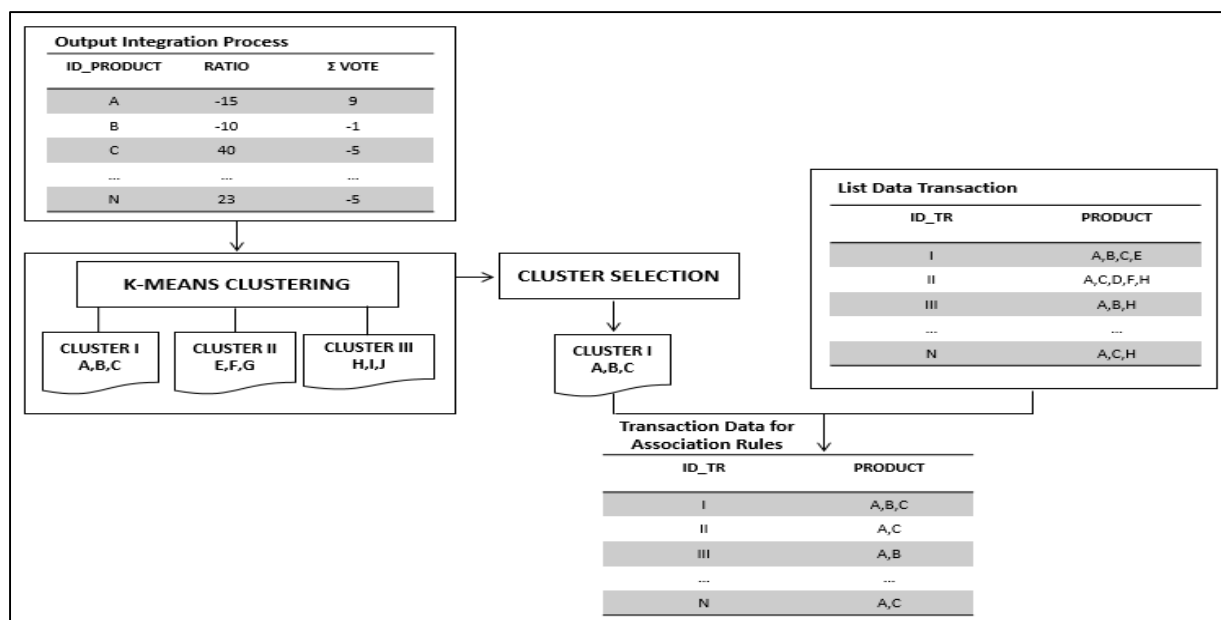 Output Integration Process
ID_PRODUCT RATIO Σ VOTE
A -15 9
B -10 -1
C 40 -5
... ... ...
N 23 -5
K-MEANS CLUSTERING
CLUSTER I
A,B,C
CLUSTER II
E,F,G
CLUSTER III
H,I,J
CLUSTER SELECTION
CLUSTER I
A,B,C
List Data Transaction
ID_TR PRODUCT
I A,B,C,E
II A,C,D,F,H
III A,B,H
... ...
N A,C,H
Transaction Data for
Association Rules
ID_TR PRODUCT
I A,B,C
II A,C
III A,B
... ...
N A,C